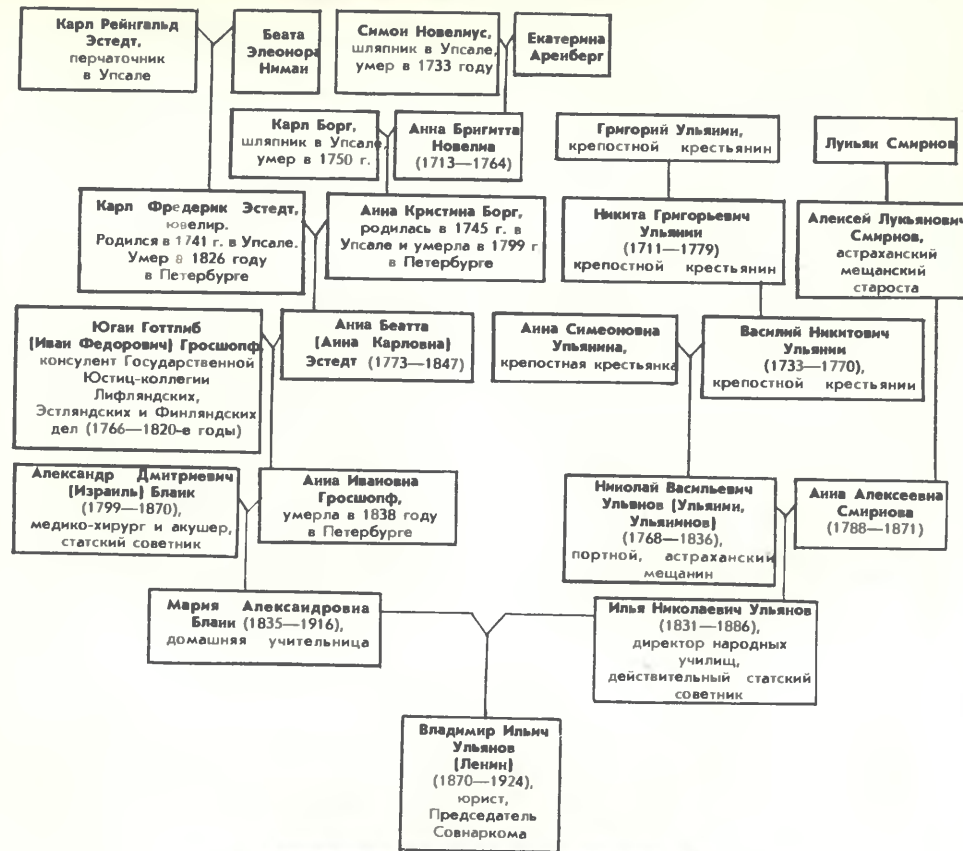 Карл Рейнгальд
Эстедт,
перчаточник
в Упсале
Беата
Элеонора
Ниман
Симон Новелиус,
шляпник в Упсале,
умер в 1733 году
Екатерина
Аренберг
Карл Борг,
шляпник в Упсале,
умер в 1750 г.
Анна Бригитта
Новелиа
(1713—1764)
Григорий Ульянин,
крепостной крестьянин
Лукьян Смирнов
Карл Фредерик Эстедт,
ювелир.
Родился в 1741 г. в Упсале.
Умер в 1826 году
в Петербурге
Анна Кристина Борг,
родилась в 1745 г. в
Упсале и умерла в 1799 г
в Петербурге
Никита Григорьевич
Ульянин
(1711—1779)
крепостной крестьянин
Алексей Лукьянович
Смирнов,
астраханский
мещанский
староста
Юган Готтлиб
(Иван Федорович) Гросшопф,
консулент Государственной
Юстиц-коллегии
Лифляндских,
Эстляндских и Финляндских
дел (1766—1820-е годы)
Анна Беатта
(Анна Карловна)
Эстедт (1773—1847)
Анна Симеоновна
Ульянина,
крепостная крестьянка
Василий Никитович
Ульянин
(1733—1770),
крепостной крестьянин
Александр Дмитриевич
(Израиль) Бланк
(1799—1870),
медико-хирург и акушер,
статский советник
Анна Ивановна
Гросшопф,
умерла в 1838 году
в Петербурге
Николай Васильевич
Ульянов (Ульянин,
Ульянинов)
(1768—1836),
портной, астраханский
мещанин
Анна Алексеевна
Смирнова
(1788—1871)
Мария Александровна
Бланк (1835—1916),
домашняя учительница
Илья Николаевич Ульянов
(1831—1886),
директор народных
училищ,
действительный статский
советник
Владимир Ильич
Ульянов
(Ленин)
(1870—1924),
юрист,
Председатель
Совнаркома